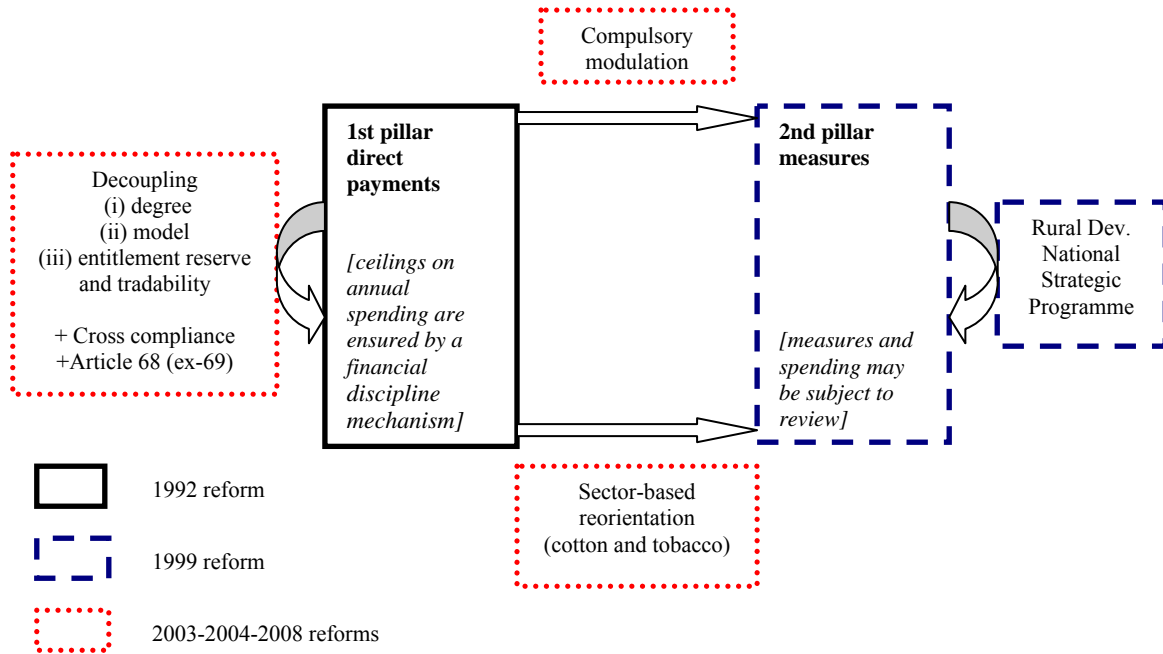 Compulsory
modulation
1st pillar
direct
payments
[ceilings on
annual
spending are
ensured by a
financial
discipline
mechanism]
2nd pillar
measures
[measures and
spending may
be subject to
review]
Decoupling
(i) degree
(ii) model
(iii) entitlement reserve
and tradability
+ Cross compliance
+Article 68 (ex-69)
Rural Dev.
National
Strategic
Programme
Sector-based
reorientation
(cotton and tobacco)
1992 reform
1999 reform
2003-2004-2008 reforms